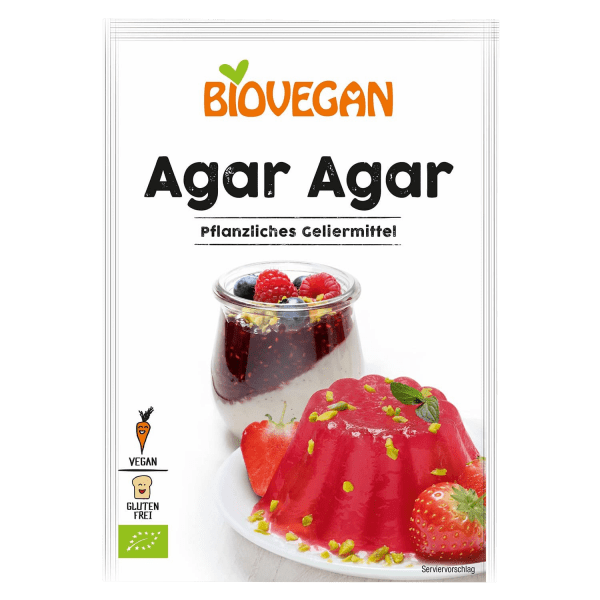 BIOVEGAN
Agar Agar
Pflanzliches Geliermittel
VEGAN
GLUTEN
FREI
Serviervorschlag